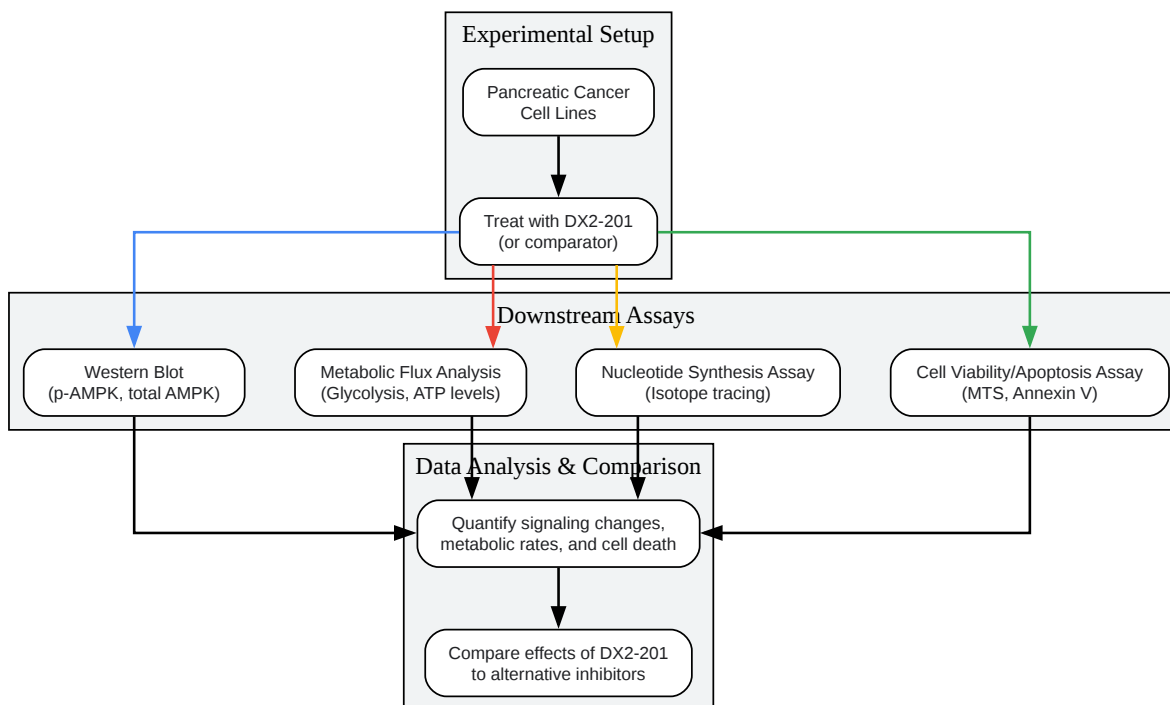 Experimental Setup
Pancreatic Cancer
Cell Lines
Treat with DX2-201
(or comparator)
Downstream Assays
Western Blot
(p-AMPK, total AMPK)
Metabolic Flux Analysis
(Glycolysis, ATP levels)
Nucleotide Synthesis Assay
(Isotope tracing)
Cell Viability/Apoptosis Assay
(MTS, Annexin V)
Data Analysis & Comparison
Quantify signaling changes,
metabolic rates, and cell death
Compare effects of DX2-201
to alternative inhibitors